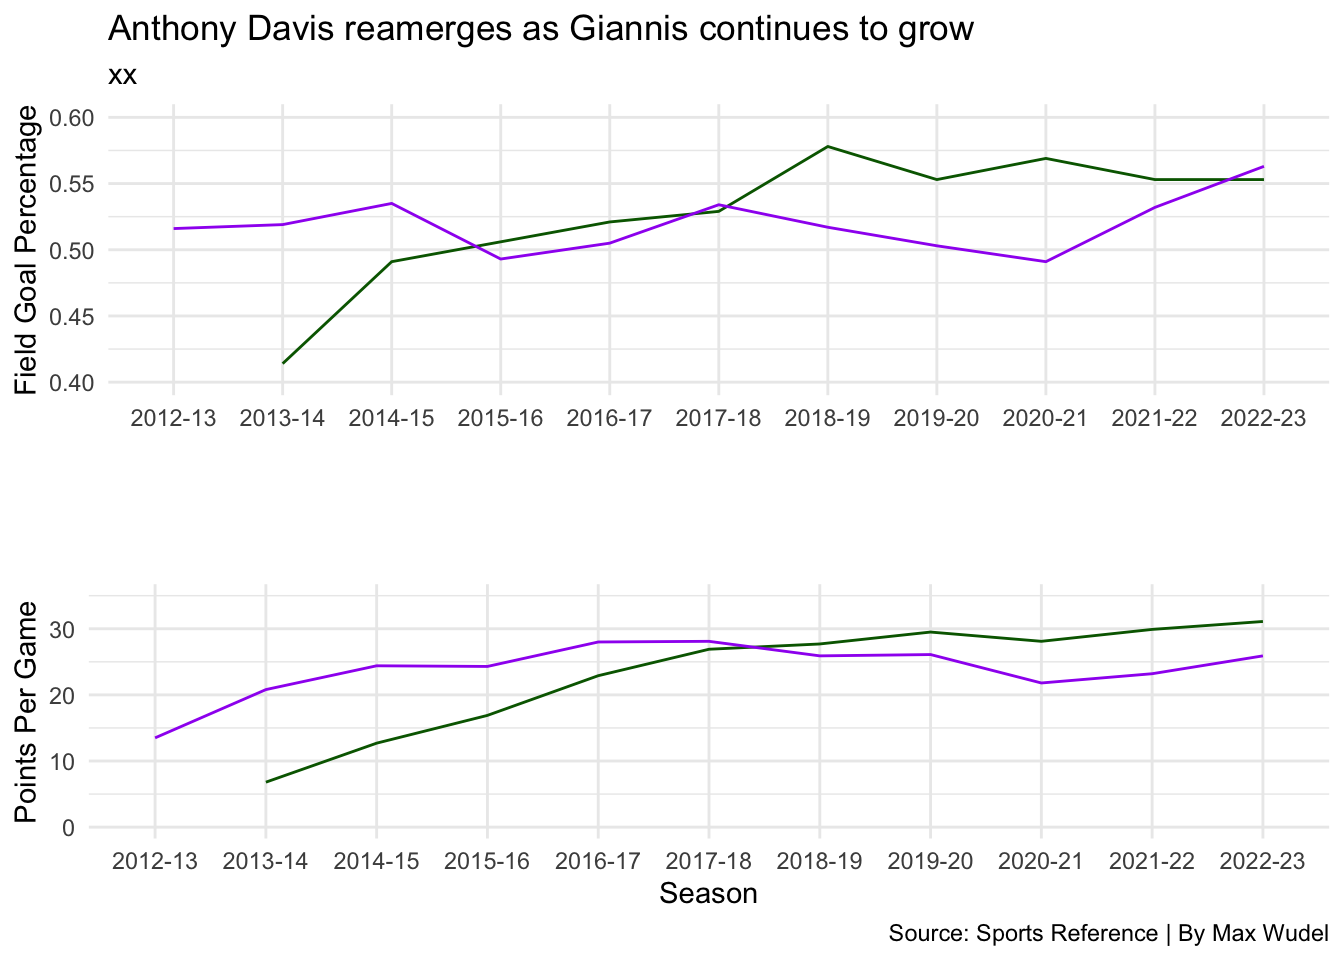 Anthony Davis reamerges as Giannis continues to grow
xx
Field Goal Percentage
0.60
0.55
0.50
0.45
0.40
2012-13 2013-14 2014-15 2015-16 2016-17 2017-18 2018-19 2019-20 2020-21 2021-22 2022-23
Points Per Game
30
20
10
0
2012-13 2013-14 2014-15 2015-16 2016-17 2017-18 2018-19 2019-20 2020-21 2021-22 2022-23
Season
Source: Sports Reference | By Max Wudel